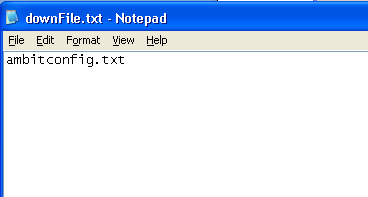 downFile.txt - Notepad
File Edit Format View Help
ambitconfig.txt